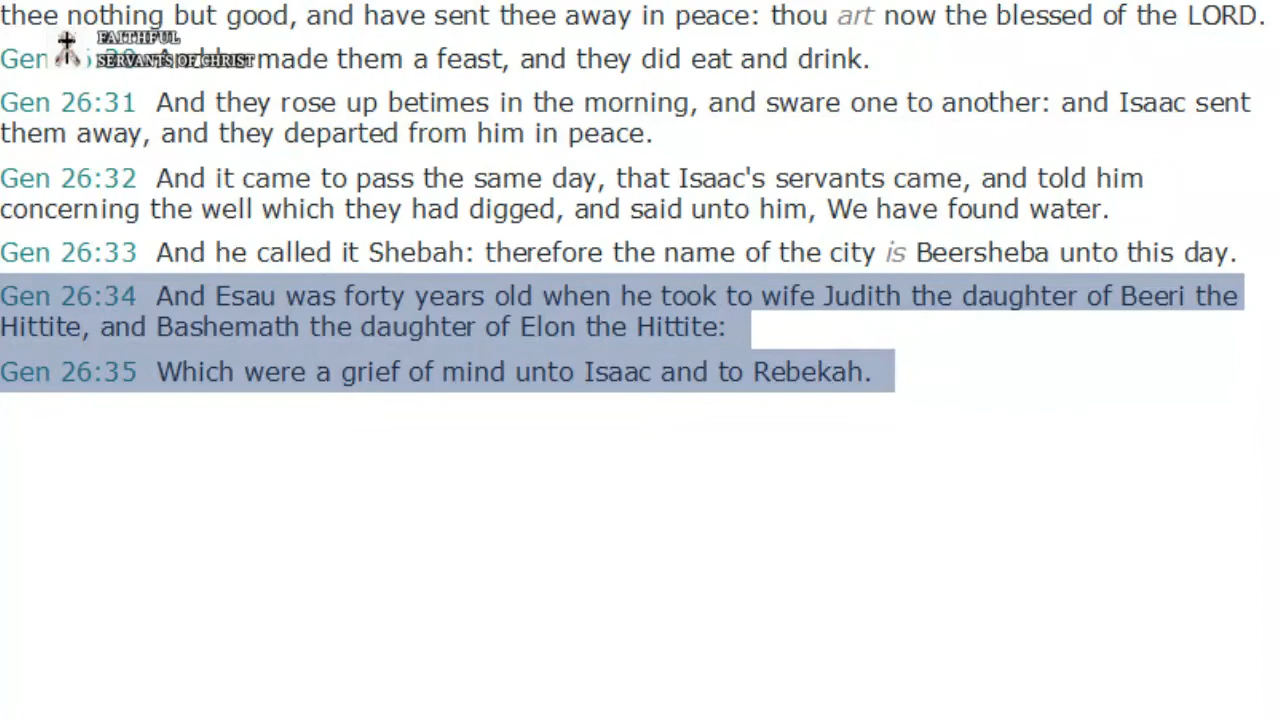 thee nothing but good, and have sent thee away in peace: thou art now the blessed of the LORD.
FAITHFUL
SERVANTS OF CHRIST
Gen made them a feast, and they did eat and drink.
Gen 26:31 And they rose up betimes in the morning, and sware one to another: and Isaac sent
them away, and they departed from him in peace.
Gen 26:32 And it came to pass the same day, that Isaac's servants came, and told him
concerning the well which they had digged, and said unto him, We have found water.
Gen 26:33 And he called it Shebah: therefore the name of the city is Beersheba unto this day.
Gen 26:34 And Esau was forty years old when he took to wife Judith the daughter of Beeri the
Hittite, and Bashemath the daughter of Elon the Hittite:
Gen 26:35 Which were a grief of mind unto Isaac and to Rebekah.